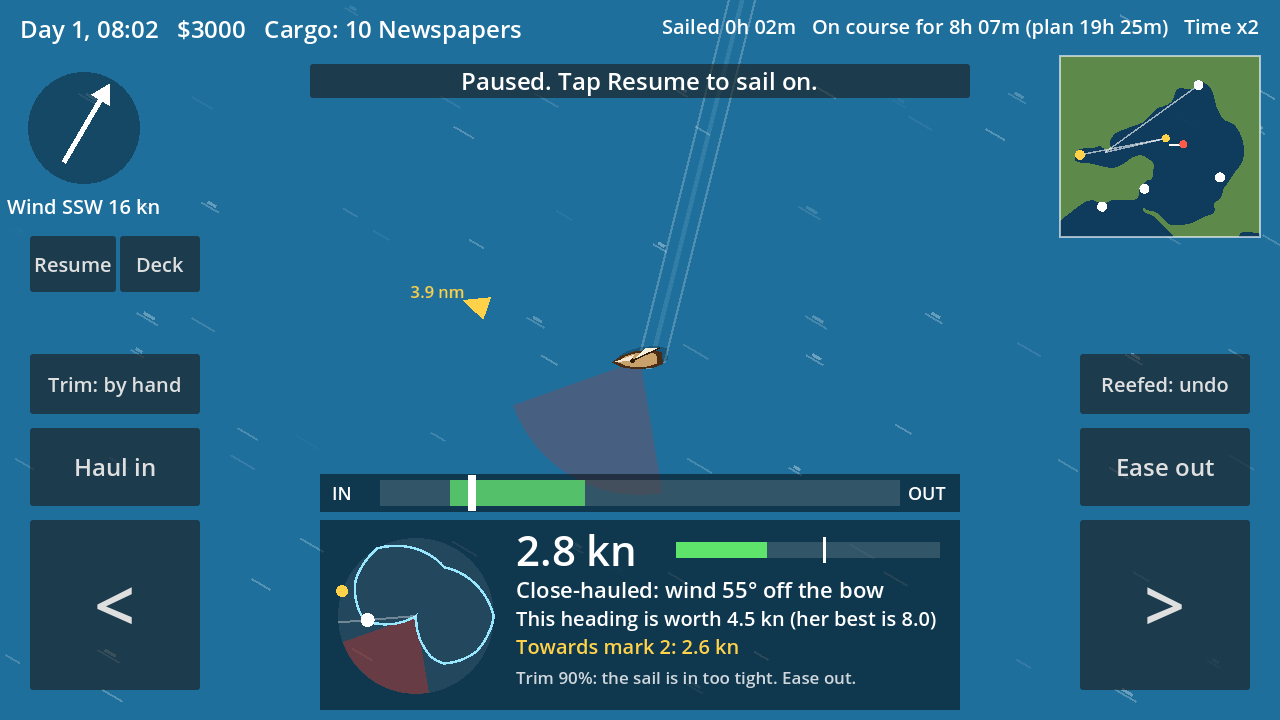 Day 1, 08:02 $3000 Cargo: 10 Newspapers
Sailed 0h 02m On course for 8h 07m (plan 19h 25m) Time x2
Paused. Tap Resume to sail on.
Wind SSW 16 kn
Resume
Deck
3.9 nm
Trim: by hand
Reefed: undo
Haul in
Ease out
IN
OUT
<
>
2.8 kn
Close-hauled: wind 55° off the bow
This heading is worth 4.5 kn (her best is 8.0)
Towards mark 2: 2.6 kn
Trim 90%: the sail is in too tight. Ease out.